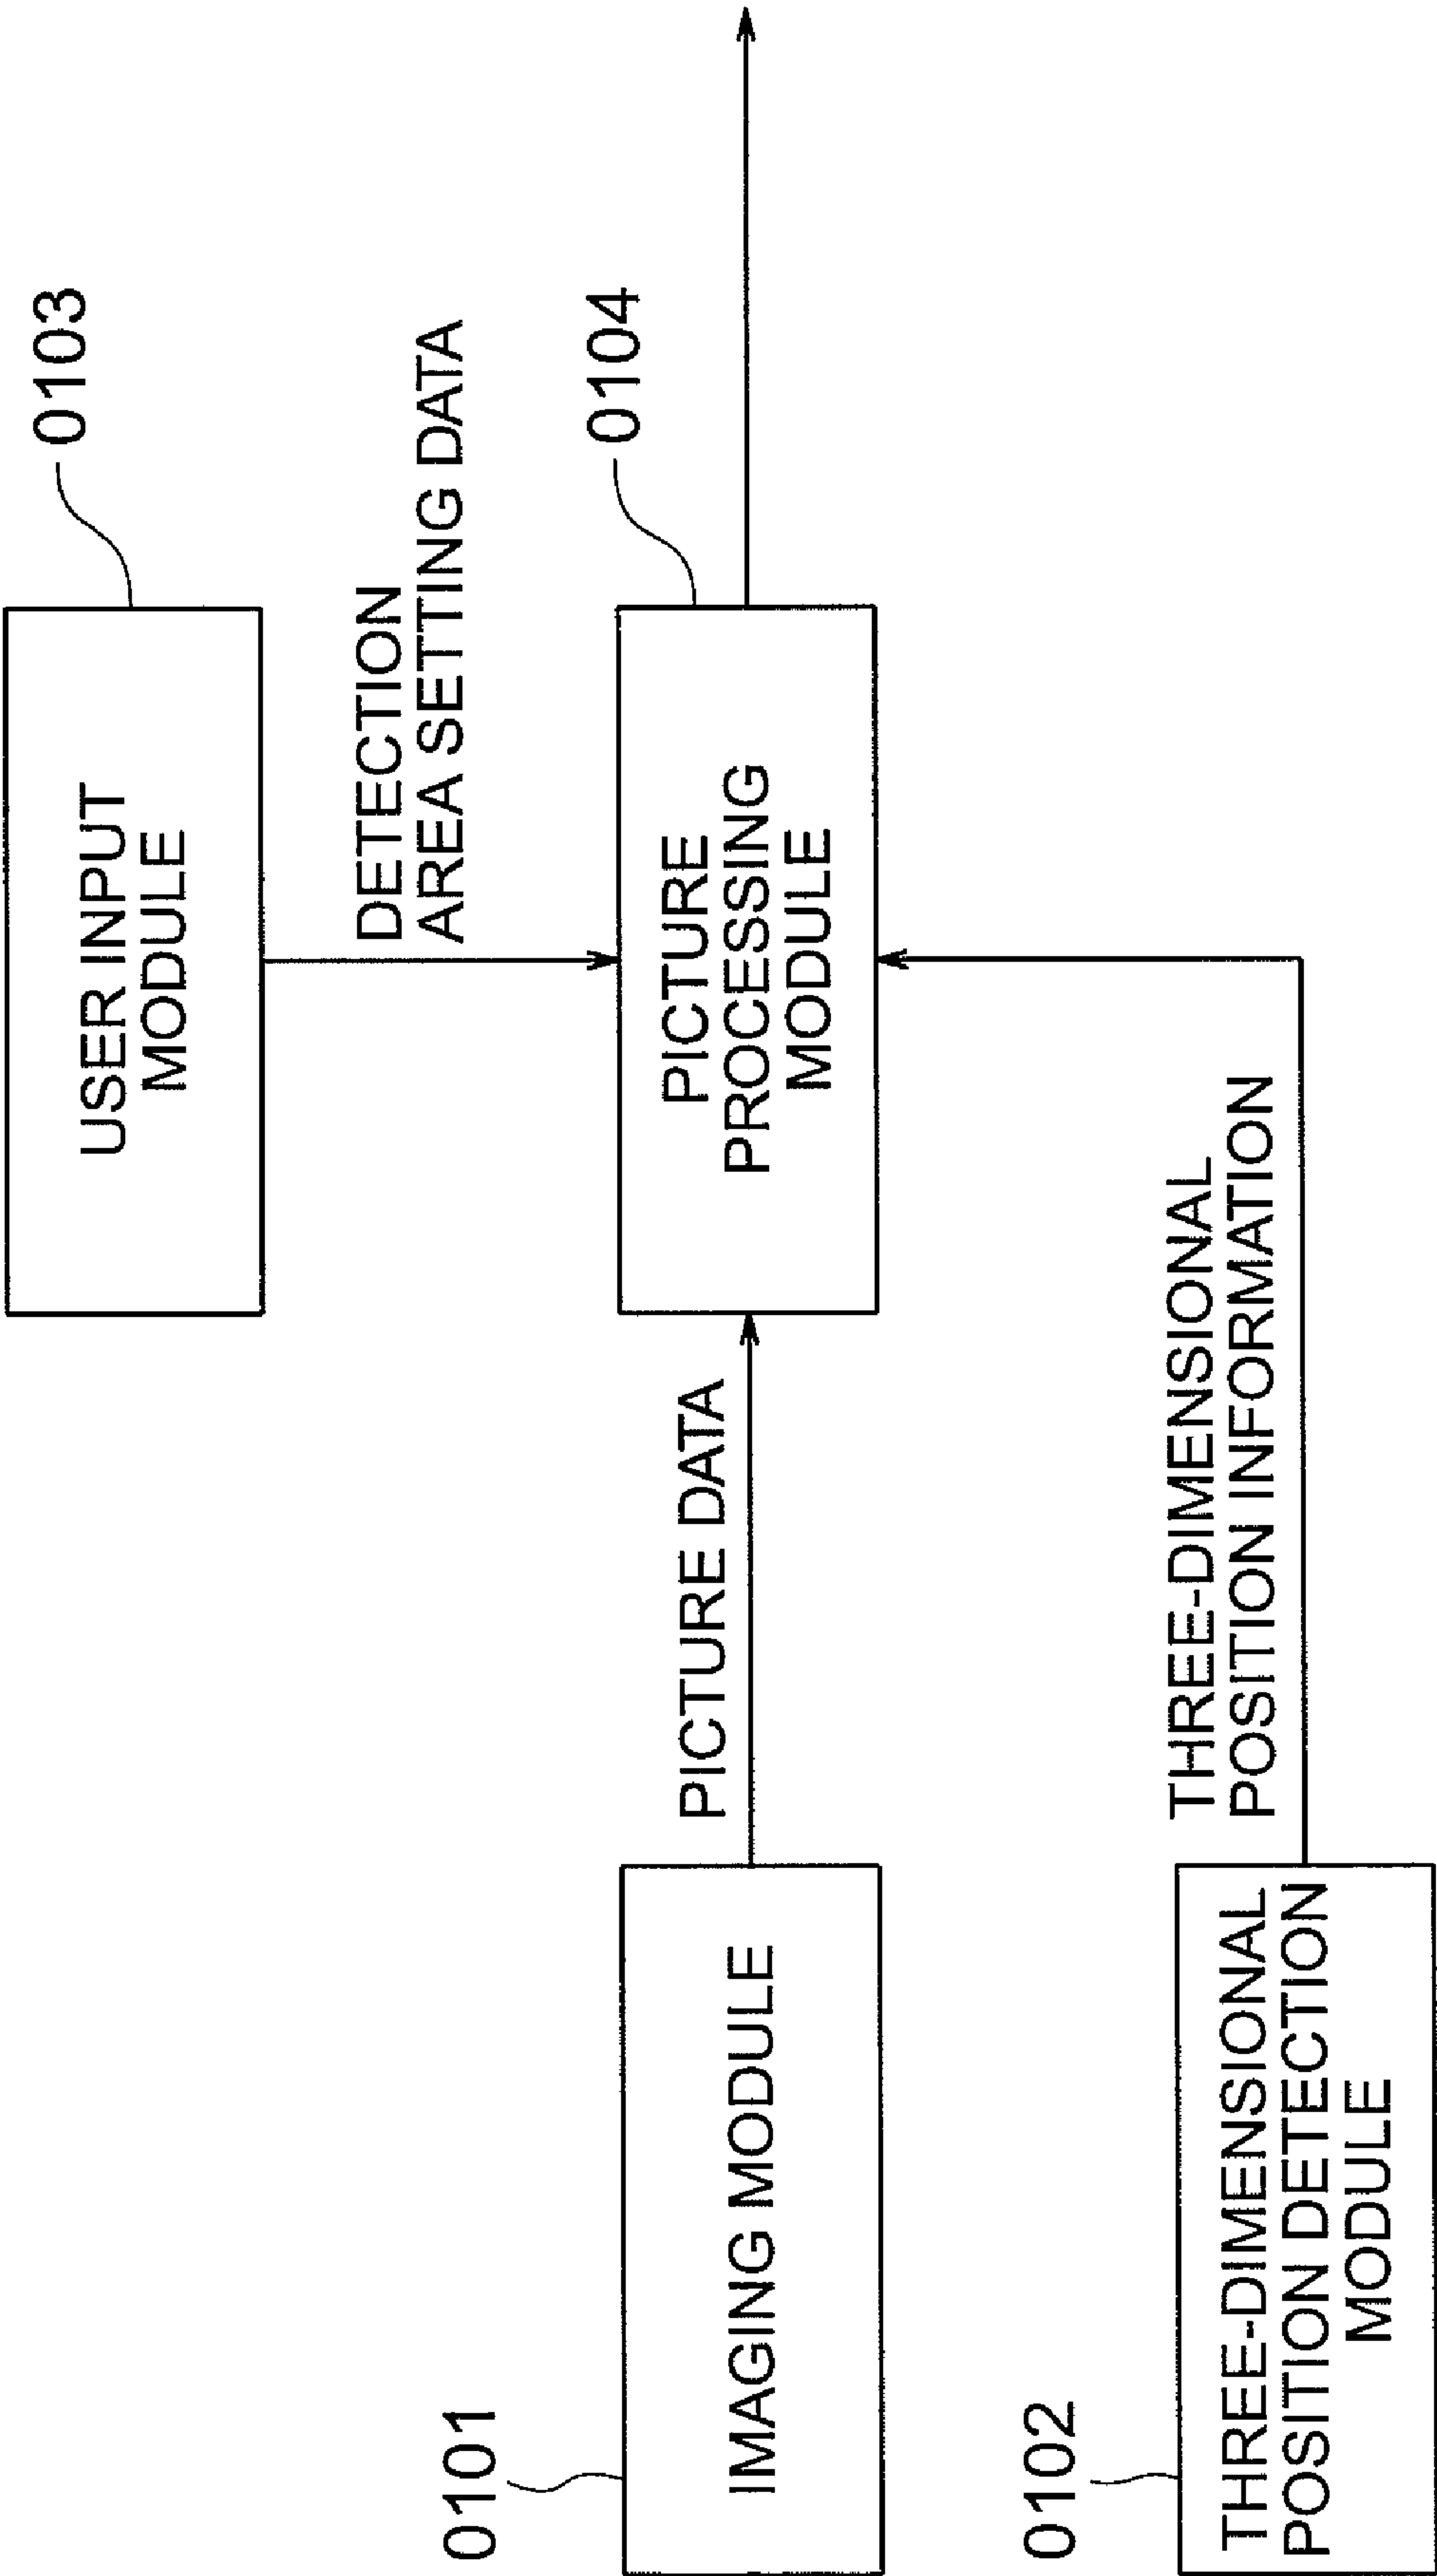 0103
USER INPUT
MODULE
DETECTION
AREA SETTING DATA
0101
IMAGING MODULE
PICTURE DATA
0104
PICTURE
PROCESSING
MODULE
0102
THREE-DIMENSIONAL
POSITION DETECTION
MODULE
THREE-DIMENSIONAL
POSITION INFORMATION